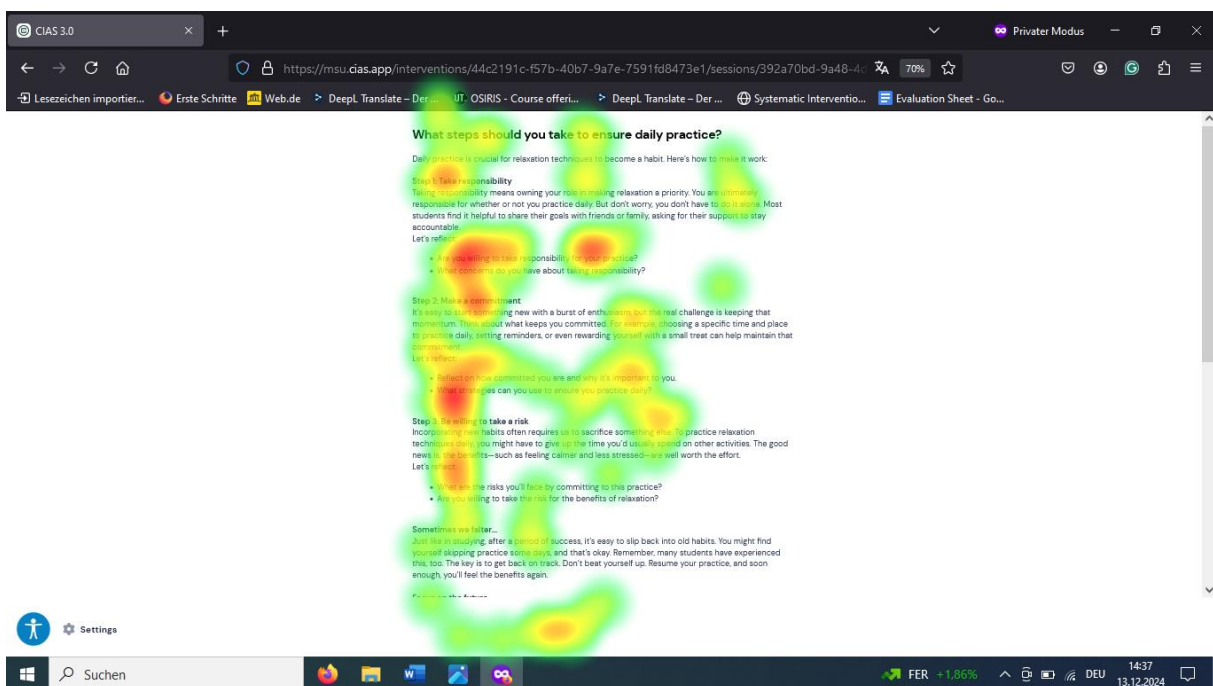 CIAS 3.0
Privater Modus
https://msu.cias.app/interventions/44c2191c-f57b-40b7-9a7e-7591fd8473e1/sessions/392a70bd-9a48-4c
70%
Lesezeichen importier... Erste Schritte Web.de DeepL Translate – Der ... UT OSIRIS - Course offeri... DeepL Translate – Der ... Systematic Interventio... Evaluation Sheet - Go...
What steps should you take to ensure daily practice?
Daily practice is crucial for relaxation techniques to become a habit. Here's how to make it work:
Step 1: Take responsibility
Taking responsibility means owning your role in making relaxation a priority. You are ultimately
responsible for whether or not you practice daily. But don't worry, you don't have to do it alone. Most
students find it helpful to share their goals with friends or family, asking for their support to stay
accountable.
Let's reflect:
• Are you willing to take responsibility for your practice?
• What concerns do you have about taking responsibility?
Step 2: Make a commitment
It's easy to start something new with a burst of enthusiasm, but the real challenge is keeping that
momentum. Think about what keeps you committed. For example, choosing a specific time and place
to practice daily, setting reminders, or even rewarding yourself with a small treat can help maintain that
commitment.
Let's reflect:
• Reflect on how committed you are and why it's important to you.
• What strategies can you use to ensure you practice daily?
Step 3: Be willing to take a risk
Incorporating new habits often requires us to sacrifice something else. To practice relaxation
techniques daily, you might have to give up the time you'd usually spend on other activities. The good
news is, the benefits—such as feeling calmer and less stressed—are well worth the effort.
Let's reflect:
• What are the risks you'll face by committing to this practice?
• Are you willing to take the risk for the benefits of relaxation?
Sometimes we falter...
Just like in studying, after a period of success, it's easy to slip back into old habits. You might find
yourself skipping practice some days, and that's okay. Remember, many students have experienced
this, too. The key is to get back on track. Don't beat yourself up. Resume your practice, and soon
enough, you'll feel the benefits again.
Focus on the future
Settings
Suchen
FER +1,86%
DEU
14:37
13.12.2024